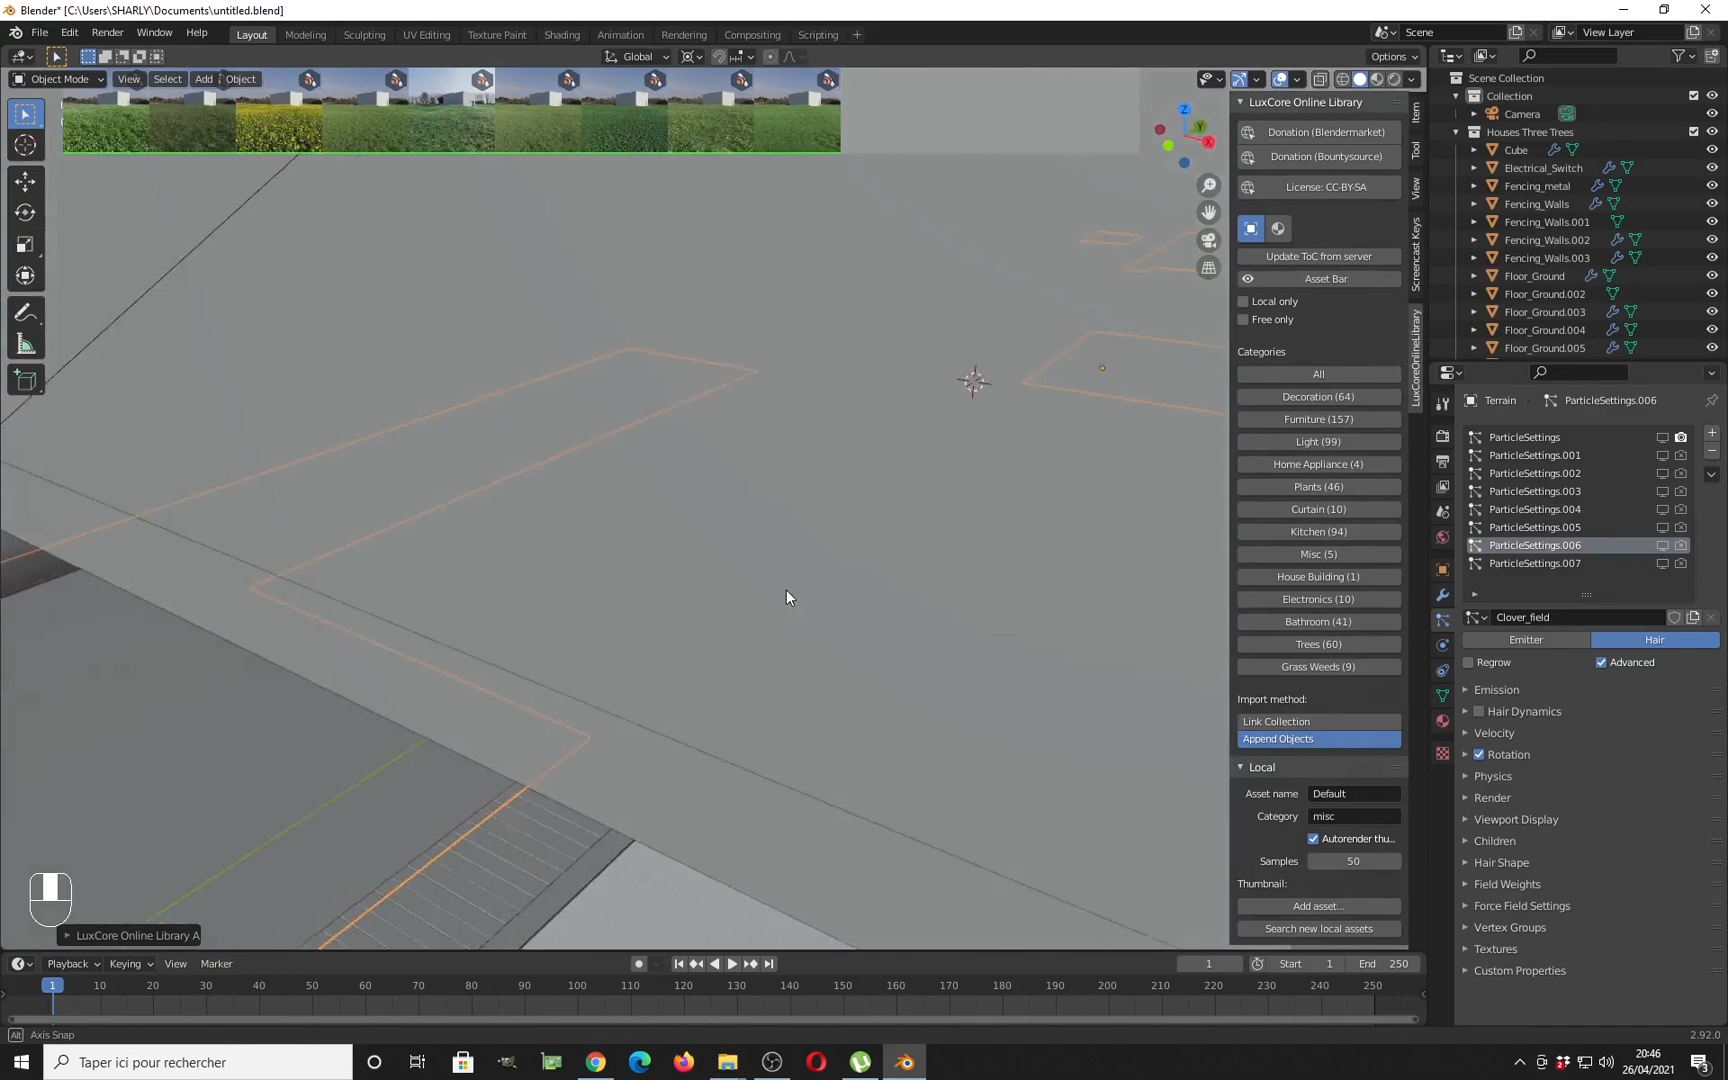 Blender* [C:\Users\SHARLY\Documents\untitled.blend]
File Edit Render Window Help
Layout Modeling Sculpting UV Editing Texture Paint Shading Animation Rendering Compositing Scripting
Scene View Layer
Global Options
Object Mode View Select Add Object
LuxCore Online Library
Donation (Blendermarket)
Donation (Bountysource)
License: CC-BY-SA
Update ToC from server
Asset Bar
Local only
Free only
Categories
All
Decoration (64)
Furniture (157)
Light (99)
Home Appliance (4)
Plants (46)
Curtain (10)
Kitchen (94)
Misc (5)
House Building (1)
Electronics (10)
Bathroom (41)
Trees (60)
Grass Weeds (9)
Import method:
Link Collection
Append Objects
Local
Asset name Default
Category misc
Autorender thu...
Samples 50
Thumbnail:
Add asset...
Search new local assets
Item
Tool
View
Screencast Keys
LuxCoreOnlineLibrary
Scene Collection
Collection
Camera
Houses Three Trees
Cube
Electrical_Switch
Fencing_metal
Fencing_Walls
Fencing_Walls.001
Fencing_Walls.002
Fencing_Walls.003
Floor_Ground
Floor_Ground.002
Floor_Ground.003
Floor_Ground.004
Floor_Ground.005
Terrain ParticleSettings.006
ParticleSettings
ParticleSettings.001
ParticleSettings.002
ParticleSettings.003
ParticleSettings.004
ParticleSettings.005
ParticleSettings.006
ParticleSettings.007
Clover_field
Emitter Hair
Regrow Advanced
Emission
Hair Dynamics
Velocity
Rotation
Physics
Render
Viewport Display
Children
Hair Shape
Field Weights
Force Field Settings
Vertex Groups
Textures
Custom Properties
LuxCore Online Library A
Playback Keying View Marker
1 Start 1 End 250
1 10 20 30 40 50 60 70 80 90 100 110 120 130 140 150 160 170 180 190 200 210 220 230 240 250
Alt Axis Snap 2.92.0
Taper ici pour rechercher
20:46
26/04/2021
3
X
Y
Z